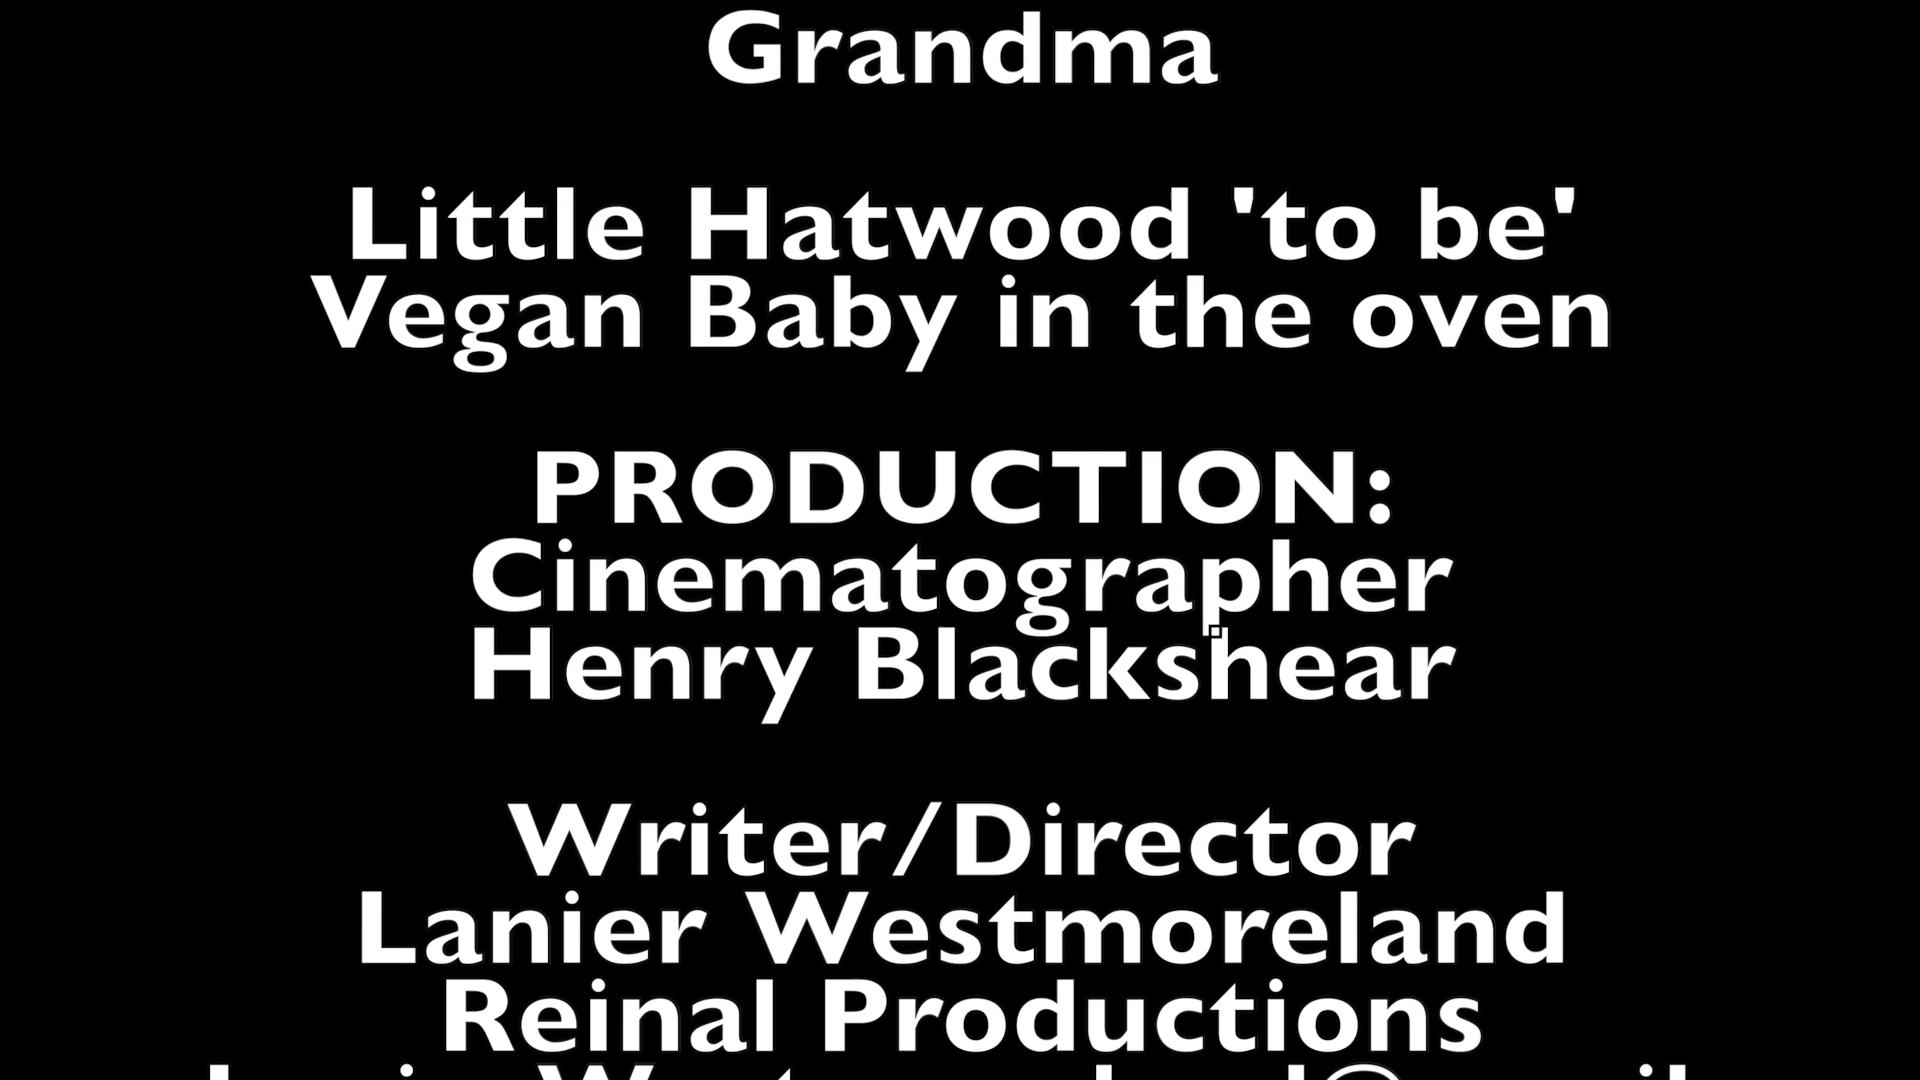 Grandma
Little Hatwood 'to be'
Vegan Baby in the oven
PRODUCTION:
Cinematographer
Henry Blackshear
Writer/Director
Lanier Westmoreland
Reinal Productions